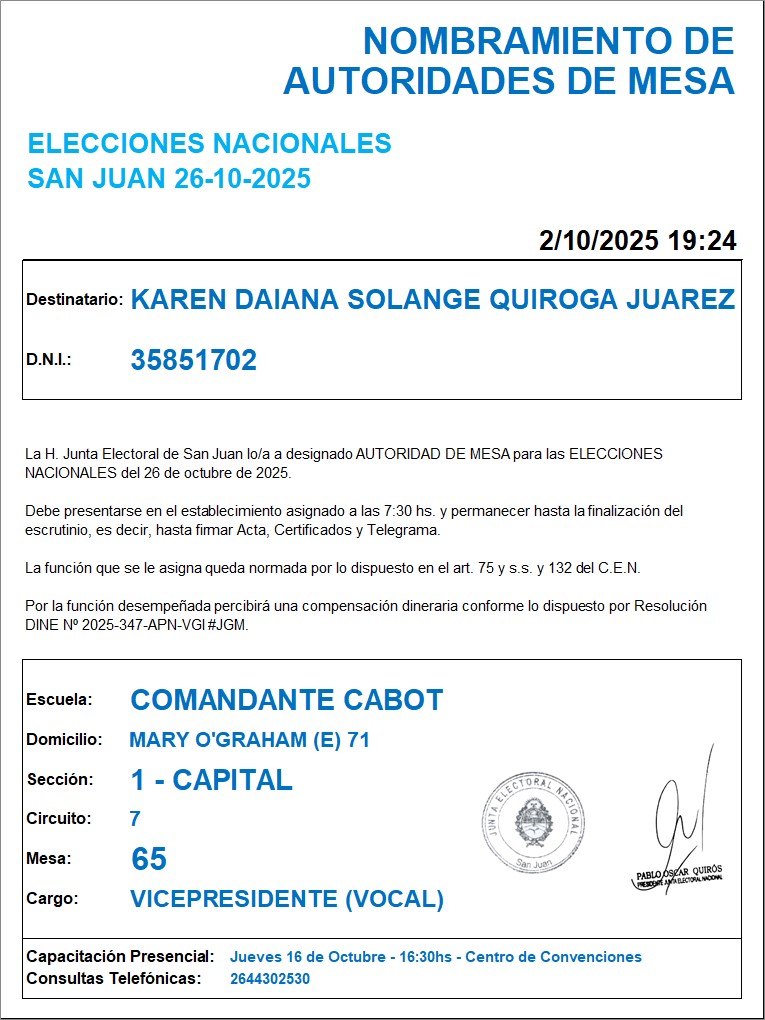 NOMBRAMIENTO DE
AUTORIDADES DE MESA
ELECCIONES NACIONALES
SAN JUAN 26-10-2025
2/10/2025 19:24
Destinatario: KAREN DAIANA SOLANGE QUIROGA JUAREZ
D.N.I.: 35851702
La H. Junta Electoral de San Juan lo/a a designado AUTORIDAD DE MESA para las ELECCIONES
NACIONALES del 26 de octubre de 2025.
Debe presentarse en el establecimiento asignado a las 7:30 hs. y permanecer hasta la finalización del
escrutinio, es decir, hasta firmar Acta, Certificados y Telegrama.
La función que se le asigna queda normada por lo dispuesto en el art. 75 y s.s. y 132 del C.E.N.
Por la función desempeñada percibirá una compensación dineraria conforme lo dispuesto por Resolución
DINE Nº 2025-347-APN-VGI#JGM.
Escuela: COMANDANTE CABOT
Domicilio: MARY O'GRAHAM (E) 71
Sección: 1 - CAPITAL
Circuito: 7
Mesa: 65
Cargo: VICEPRESIDENTE (VOCAL)
JUNTA ELECTORAL NACIONAL
San Juan
PABLO OSCAR QUIRÓS
PRESIDENTE JUNTA ELECTORAL NACIONAL
Capacitación Presencial: Jueves 16 de Octubre - 16:30hs - Centro de Convenciones
Consultas Telefónicas: 2644302530